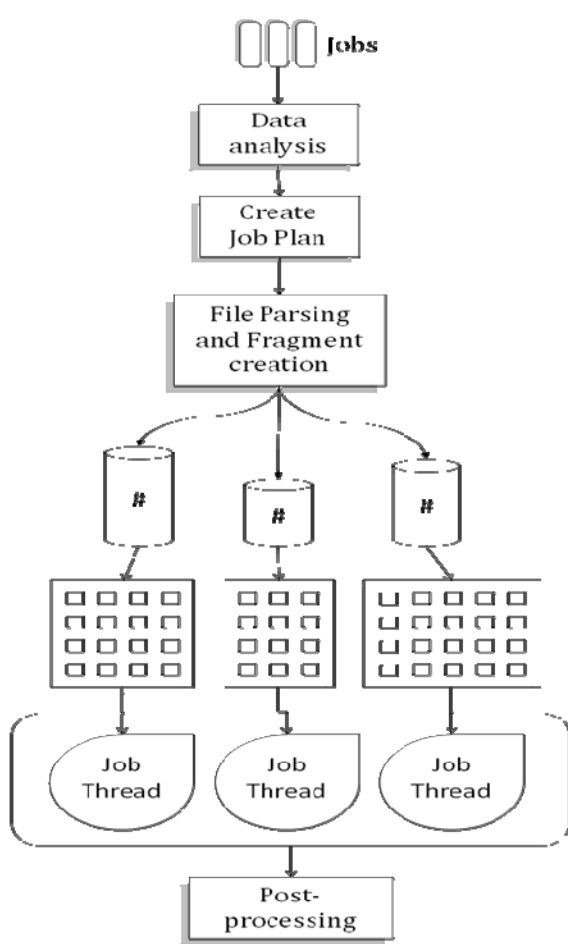 Jobs
Data
analysis
Create
Job Plan
File Parsing
and Fragment
creation
# # #
Job Job Job
Thread Thread Thread
Post-
processing